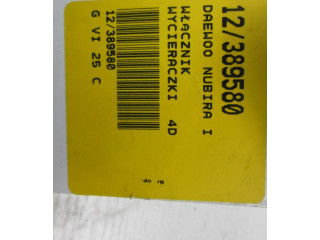 12/389580
DAEWOO NUBIRA I
WŁĄCZNIK
WYCIERACZKI 4D
12/389580
G VI 25 C